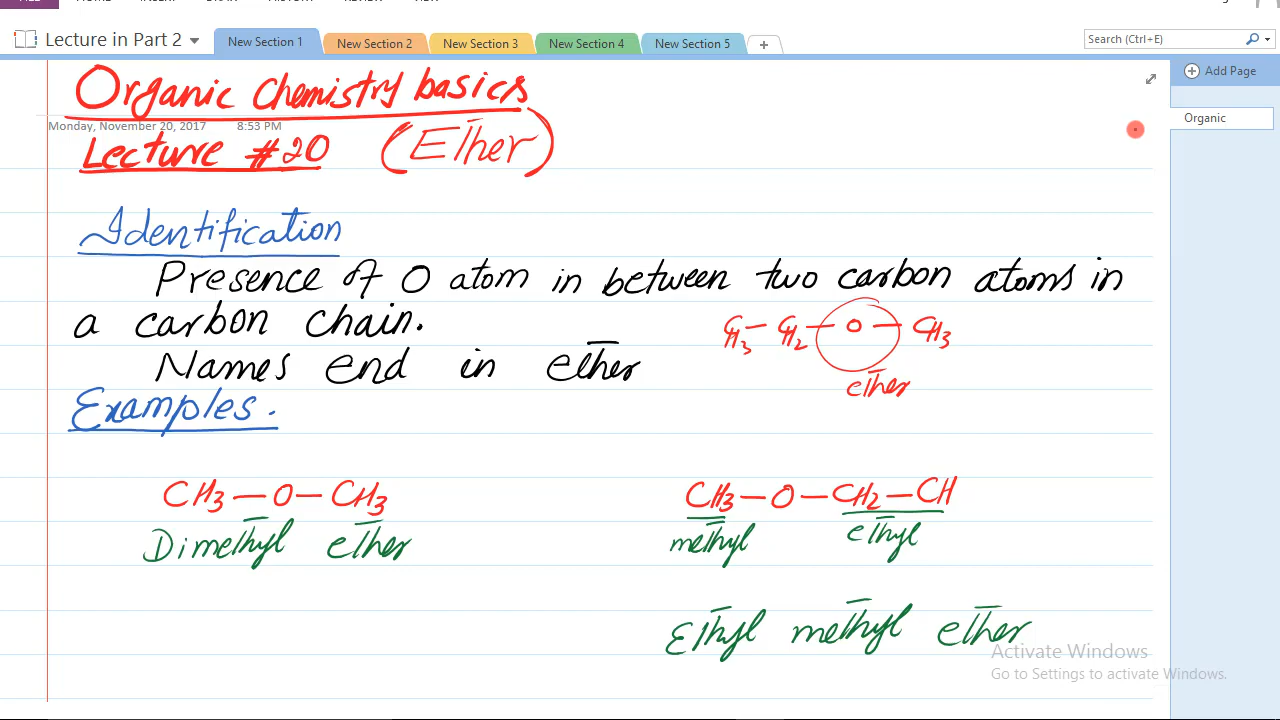 Lecture in Part 2
New Section 1
New Section 2
New Section 3
New Section 4
New Section 5
+
Search (Ctrl+E)
Add Page
Organic
Organic Chemistry basics
Monday, November 20, 2017 8:53 PM
Lecture #20 (Ether)
Identification
Presence of O atom in between two carbon atoms in
a carbon chain.
CH3 — CH2 — O — CH3
ether
Names end in ether
Examples.
CH3 — O — CH3
Dimethyl ether
CH3 — O — CH2 — CH
methyl ethyl
Ethyl methyl ether
Activate Windows
Go to Settings to activate Windows.